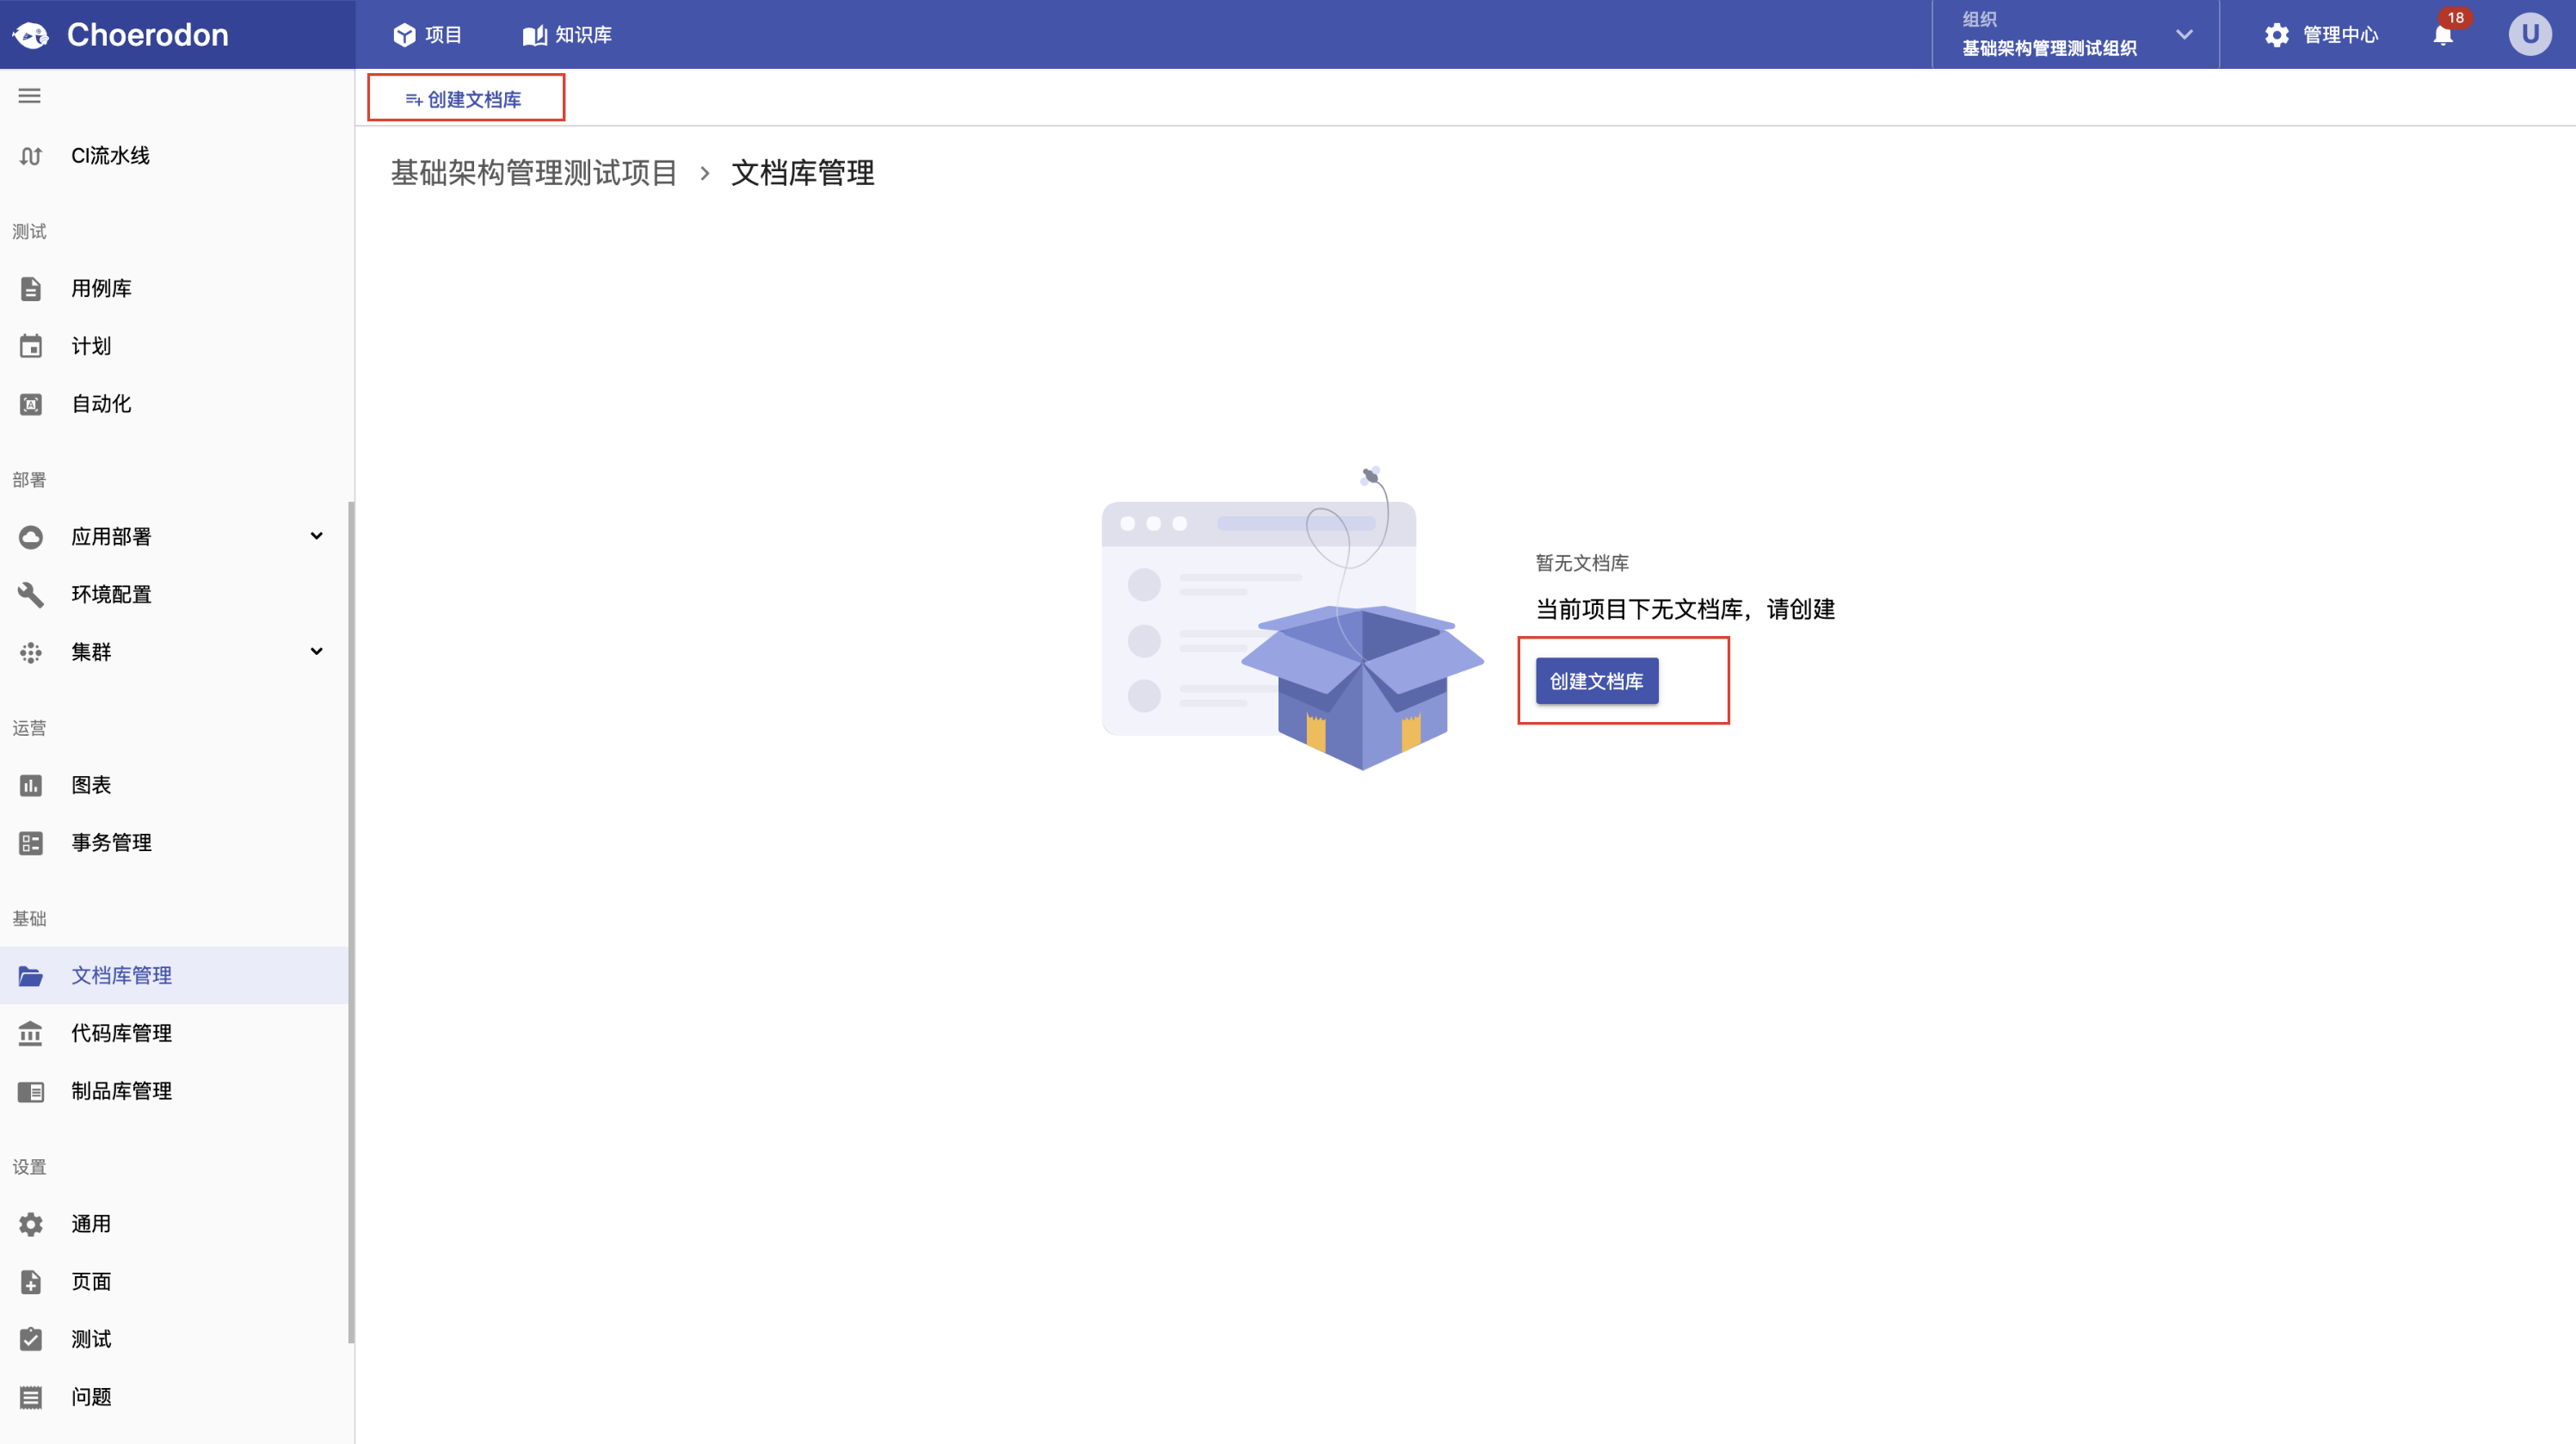 Choerodon
项目
知识库
组织
基础架构管理测试组织
管理中心
18
U
创建文档库
基础架构管理测试项目 › 文档库管理
CI流水线
测试
用例库
计划
自动化
部署
应用部署
环境配置
集群
运营
图表
事务管理
基础
文档库管理
代码库管理
制品库管理
设置
通用
页面
测试
问题
暂无文档库
当前项目下无文档库，请创建
创建文档库